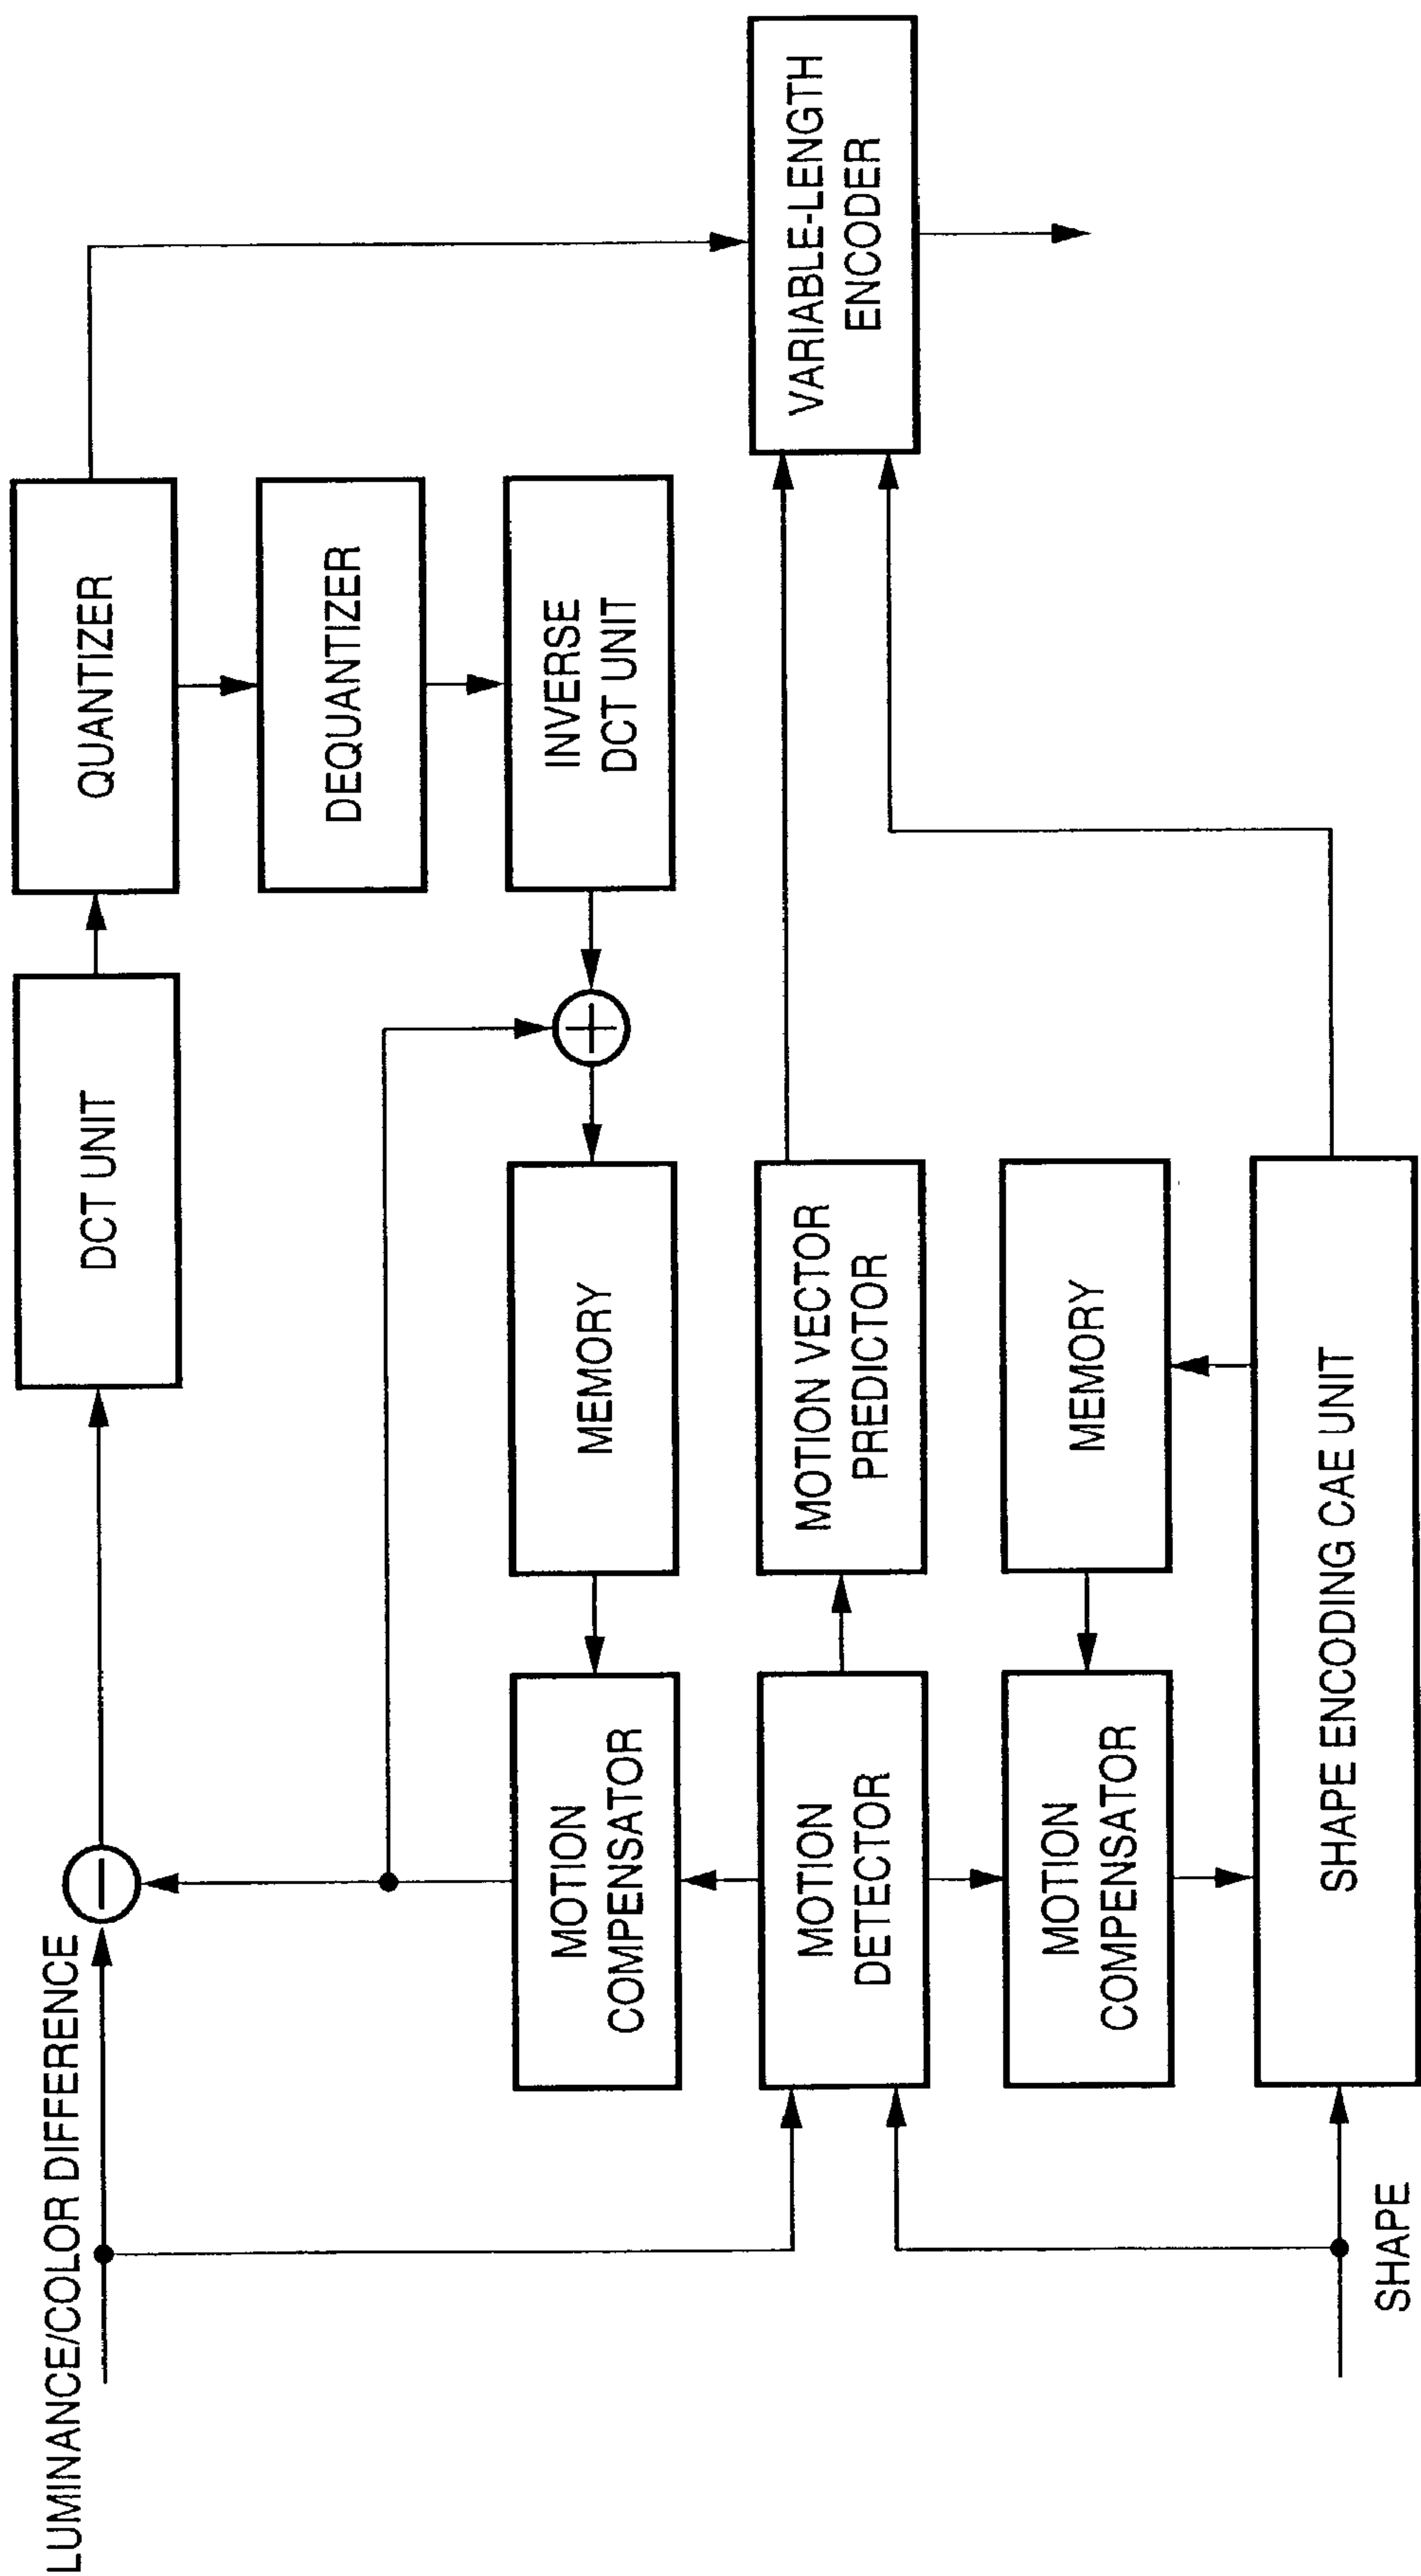 LUMINANCE/COLOR DIFFERENCE
DCT UNIT
QUANTIZER
DEQUANTIZER
INVERSE
DCT UNIT
MEMORY
MOTION
COMPENSATOR
MOTION
DETECTOR
MOTION VECTOR
PREDICTOR
VARIABLE-LENGTH
ENCODER
MOTION
COMPENSATOR
MEMORY
SHAPE ENCODING CAE UNIT
SHAPE